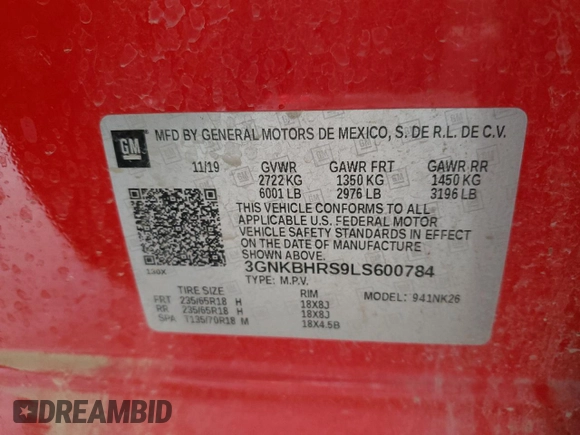 GM
MFD BY GENERAL MOTORS DE MEXICO, S. DE R.L. DE C.V.
11/19 GVWR GAWR FRT GAWR RR
2722 KG 1350 KG 1450 KG
6001 LB 2976 LB 3196 LB
THIS VEHICLE CONFORMS TO ALL
APPLICABLE U.S. FEDERAL MOTOR
VEHICLE SAFETY STANDARDS IN EFFECT
ON THE DATE OF MANUFACTURE
SHOWN ABOVE.
3GNKBHRS9LS600784
TYPE: M.P.V.
TIRE SIZE RIM MODEL: 941NK26
FRT 235/65R18 H 18X8J
RR 235/65R18 H 18X8J
SPA T135/70R18 M 18X4.5B
DREAMBID